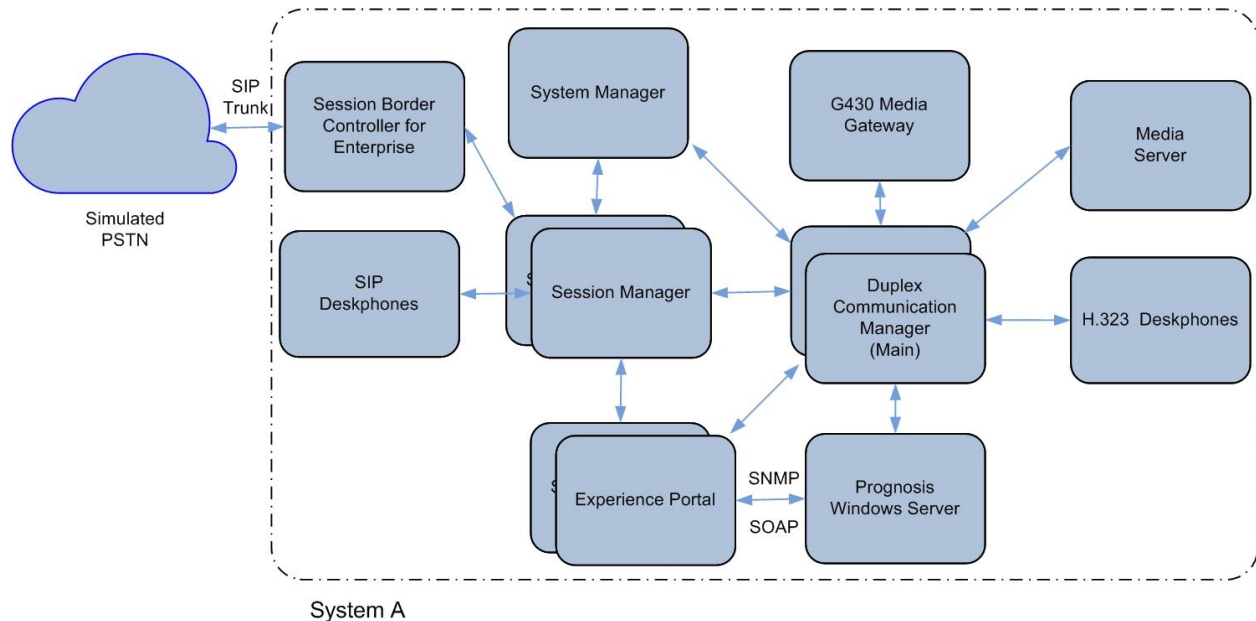 SIP
Trunk
Simulated
PSTN
Session Border
Controller for
Enterprise
System Manager
G430 Media
Gateway
Media
Server
SIP
Deskphones
Session Manager
Duplex
Communication
Manager
(Main)
H.323 Deskphones
Experience Portal
SNMP
SOAP
Prognosis
Windows Server
System A